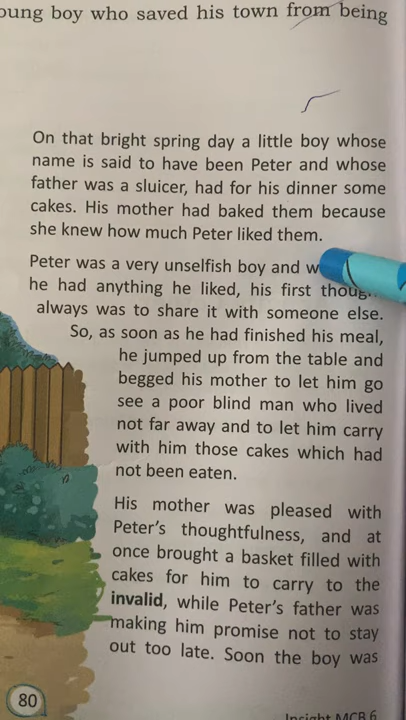 oung boy who saved his town from being
On that bright spring day a little boy whose
name is said to have been Peter and whose
father was a sluicer, had for his dinner some
cakes. His mother had baked them because
she knew how much Peter liked them.
Peter was a very unselfish boy and w
he had anything he liked, his first though
always was to share it with someone else.
So, as soon as he had finished his meal,
he jumped up from the table and
begged his mother to let him go
see a poor blind man who lived
not far away and to let him carry
with him those cakes which had
not been eaten.
His mother was pleased with
Peter's thoughtfulness, and at
once brought a basket filled with
cakes for him to carry to the
invalid, while Peter's father was
making him promise not to stay
out too late. Soon the boy was
80
Insight MCB 6